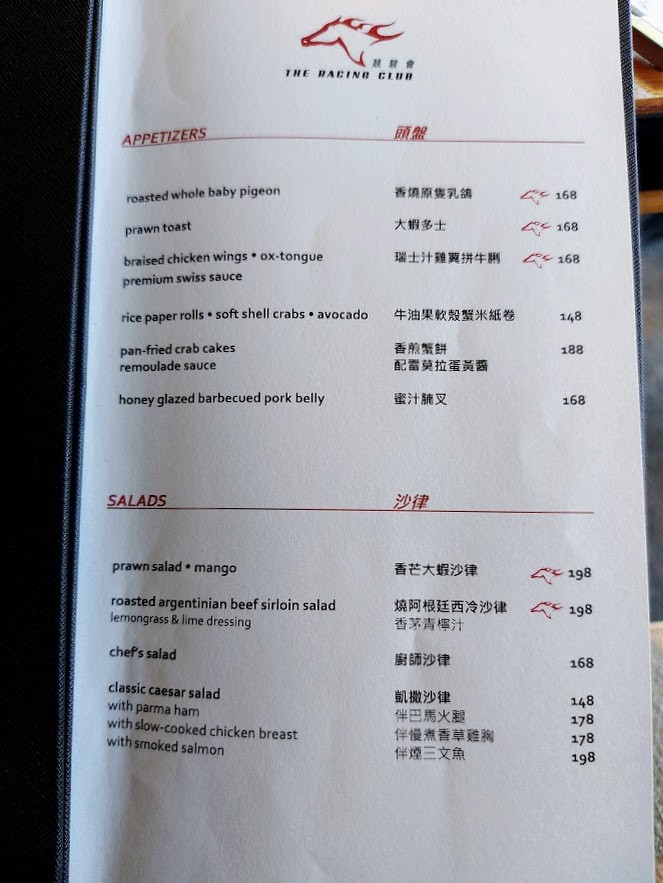 競駿會
THE RACING CLUB
APPETIZERS 頭盤
roasted whole baby pigeon 香燒原隻乳鴿 168
prawn toast 大蝦多士 168
braised chicken wings • ox-tongue 瑞士汁雞翼拼牛脷 168
premium swiss sauce
rice paper rolls • soft shell crabs • avocado 牛油果軟殼蟹米紙卷 148
pan-fried crab cakes 香煎蟹餅 188
remoulade sauce 配雷莫拉蛋黃醬
honey glazed barbecued pork belly 蜜汁腩叉 168
SALADS 沙律
prawn salad • mango 香芒大蝦沙律 198
roasted argentinian beef sirloin salad 燒阿根廷西冷沙律 198
lemongrass & lime dressing 香茅青檸汁
chef's salad 廚師沙律 168
classic caesar salad 凱撒沙律 148
with parma ham 伴巴馬火腿 178
with slow-cooked chicken breast 伴慢煮香草雞胸 178
with smoked salmon 伴煙三文魚 198